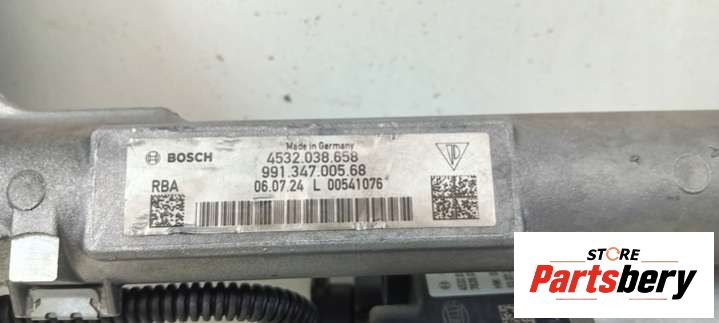 Made in Germany
BOSCH
4532.038.658
991.347.005.68
RBA
06.07.24 L 00541076
STORE
Partsbery